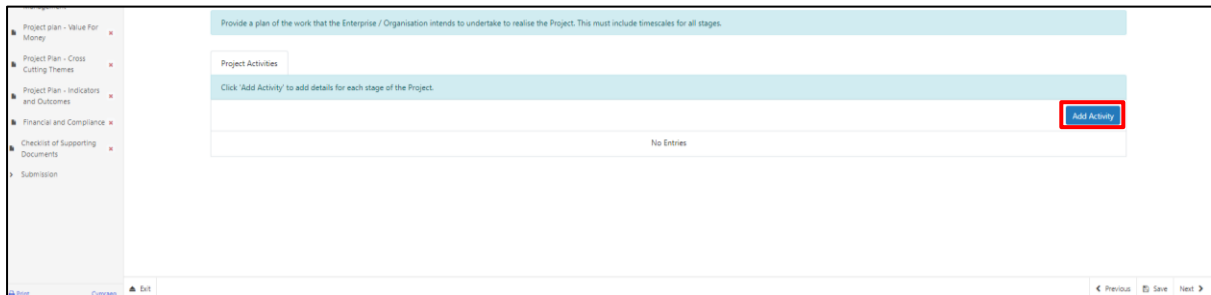 Management
Project plan - Value For
Money
Project Plan - Cross
Cutting Themes
Project Plan - Indicators
and Outcomes
Financial and Compliance
Checklist of Supporting
Documents
Submission
Print Cymraeg
Provide a plan of the work that the Enterprise / Organisation intends to undertake to realise the Project. This must include timescales for all stages.
Project Activities
Click 'Add Activity' to add details for each stage of the Project.
Add Activity
No Entries
Exit
Previous Save Next